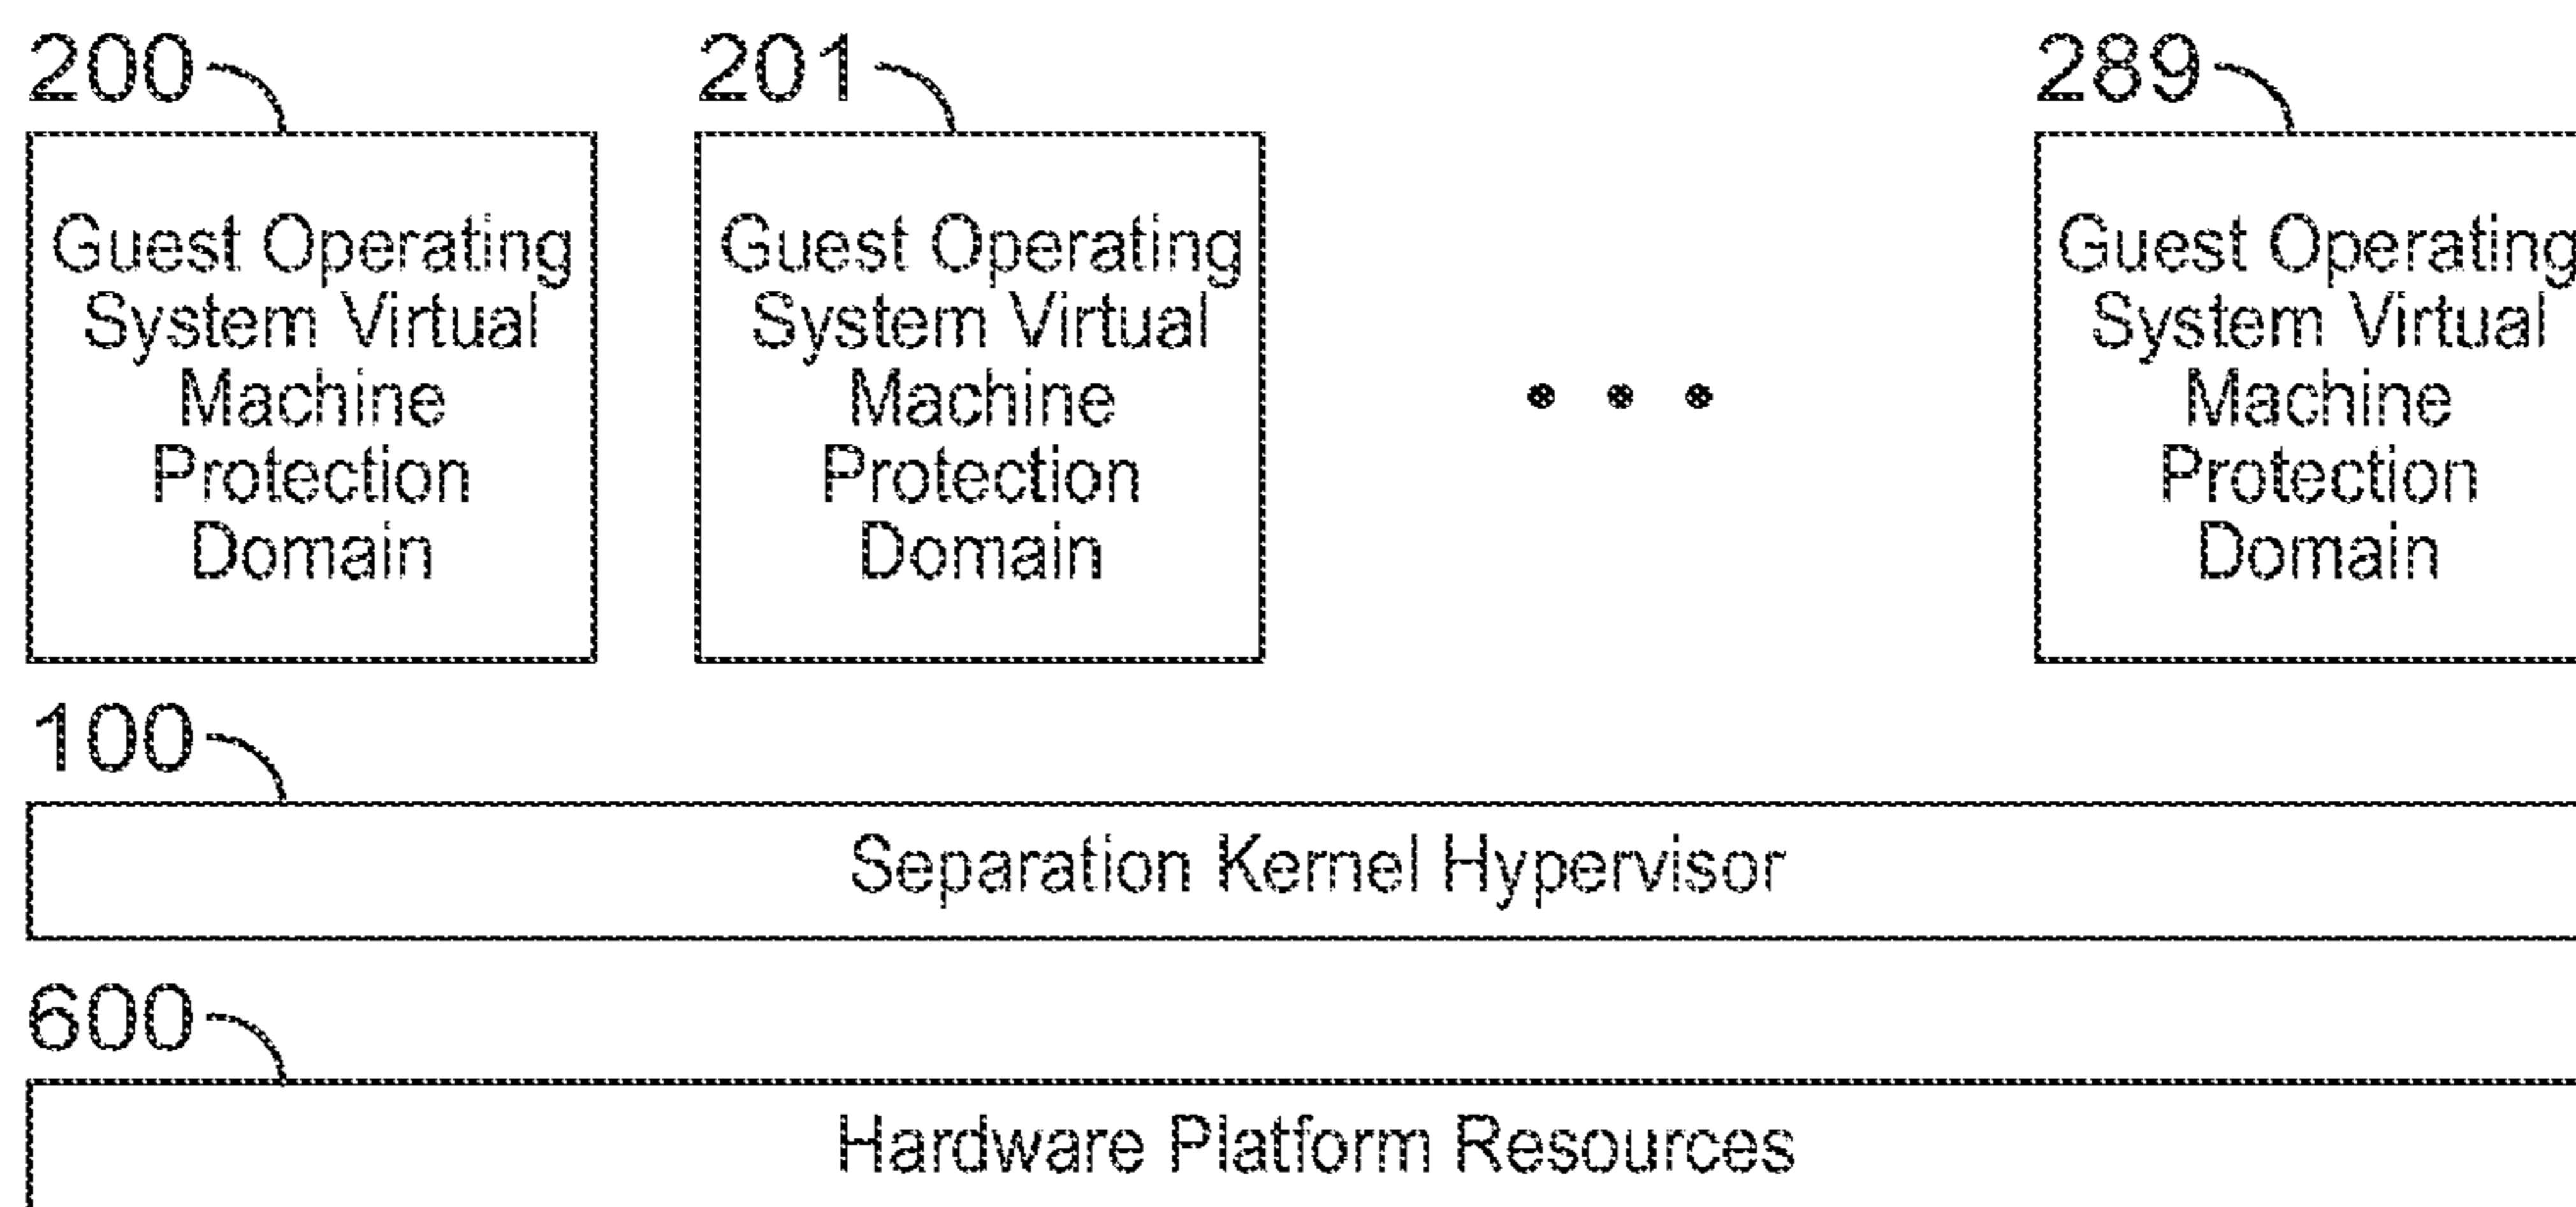 200
Guest Operating
System Virtual
Machine
Protection
Domain
201
Guest Operating
System Virtual
Machine
Protection
Domain
• • •
289
Guest Operating
System Virtual
Machine
Protection
Domain
100
Separation Kernel Hypervisor
600
Hardware Platform Resources